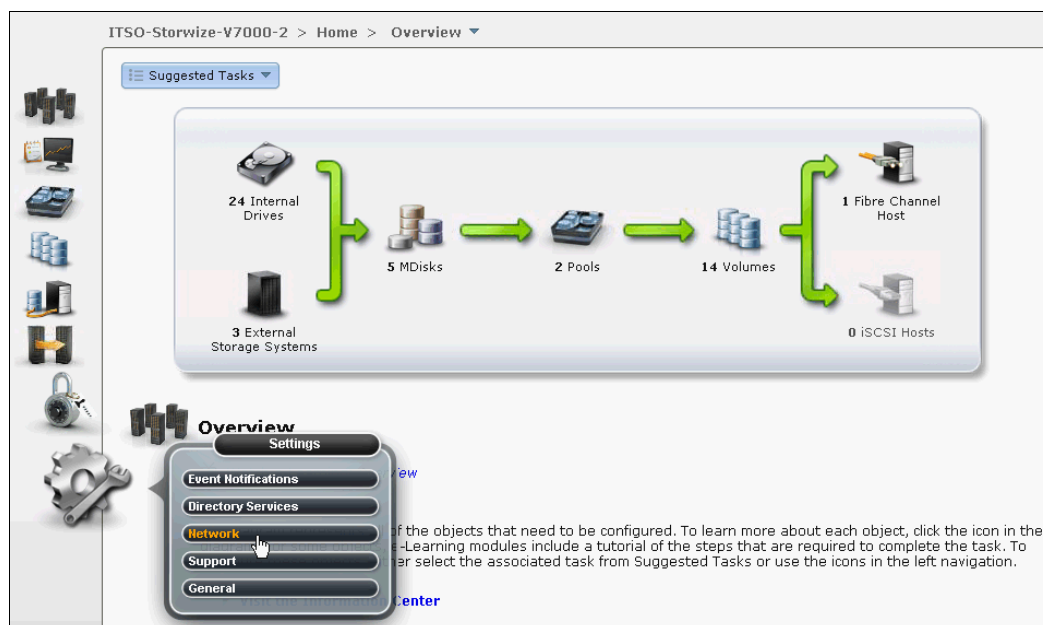 ITSO-Storwize-V7000-2 > Home > Overview
Suggested Tasks
24 Internal
Drives
1 Fibre Channel
Host
5 MDisks
2 Pools
14 Volumes
3 External
Storage Systems
0 iSCSI Hosts
Overview
Settings
Event Notifications
Directory Services
Network
Support
General
of the objects that need to be configured. To learn more about each object, click the icon in the
-Learning modules include a tutorial of the steps that are required to complete the task. To
select the associated task from Suggested Tasks or use the icons in the left navigation.
Center